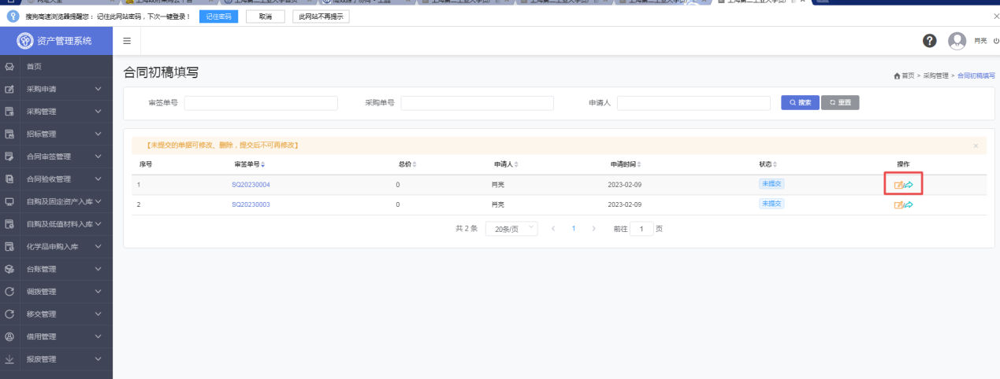 搜狗高速浏览器提醒您： 记住此网站密码，下次一键登录！ 记住密码 取消 此网站不再提示
资产管理系统
肖亮
首页
采购申请
采购管理
招标管理
合同审签管理
合同验收管理
自购及固定资产入库
自购及低值材料入库
化学品申购入库
台账管理
调拨管理
移交管理
借用管理
报废管理
合同初稿填写
首页 > 采购管理 > 合同初稿填写
审签单号 采购单号 申请人 搜索 重置
【未提交的单据可修改、删除，提交后不可再修改】
序号 审签单号 总价 申请人 申请时间 状态 操作
1 SQ20230004 0 肖亮 2023-02-09 未提交
2 SQ20230003 0 肖亮 2023-02-09 未提交
共 2 条 20条/页 1 前往 1 页